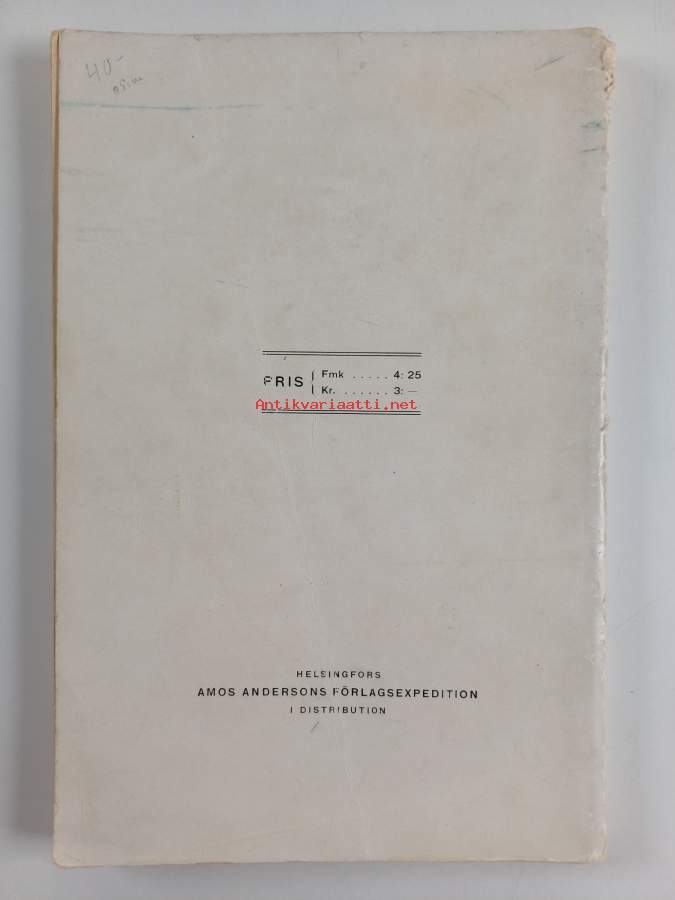 40-
PRIS { Fmk ..... 4: 25
Kr. ...... 3: —
Antikvariaatti.net
HELSINGFORS
AMOS ANDERSONS FÖRLAGSEXPEDITION
I DISTRIBUTION